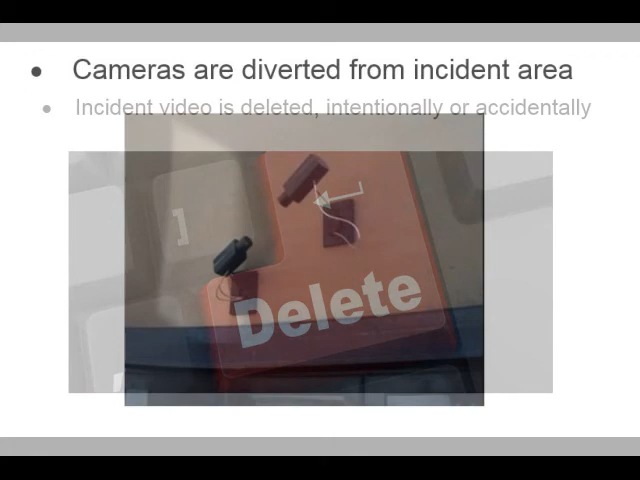 • Cameras are diverted from incident area
• Incident video is deleted, intentionally or accidentally
]
Delete